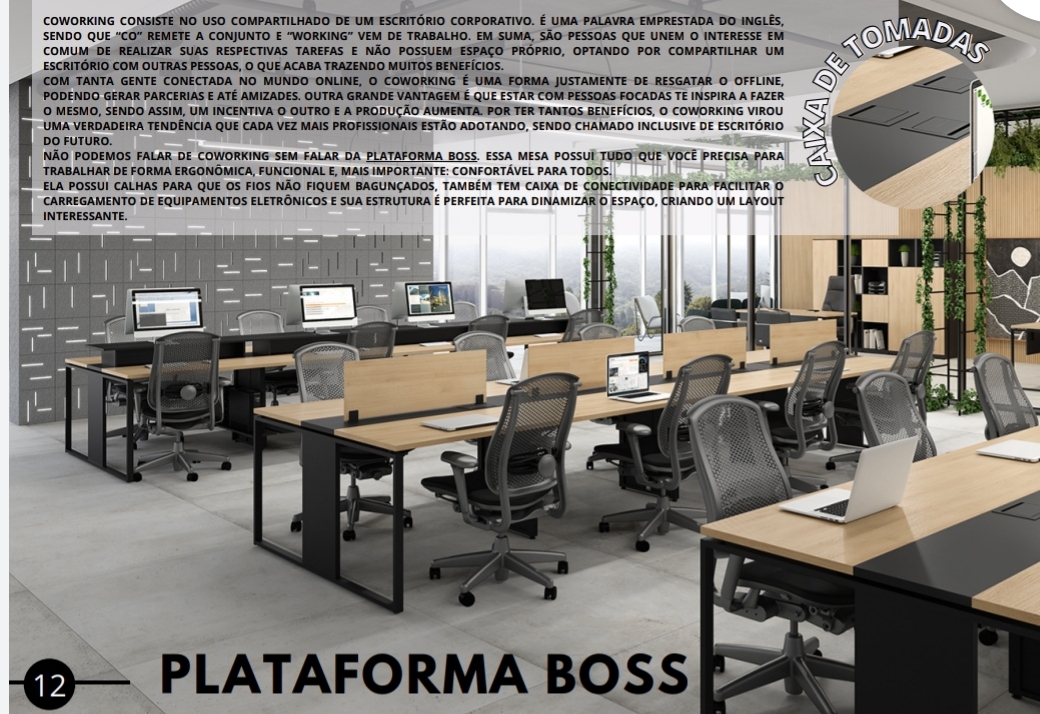 COWORKING CONSISTE NO USO COMPARTILHADO DE UM ESCRITÓRIO CORPORATIVO. É UMA PALAVRA EMPRESTADA DO INGLÊS,
SENDO QUE “CO” REMETE A CONJUNTO E “WORKING” VEM DE TRABALHO. EM SUMA, SÃO PESSOAS QUE UNEM O INTERESSE EM
COMUM DE REALIZAR SUAS RESPECTIVAS TAREFAS E NÃO POSSUEM ESPAÇO PRÓPRIO, OPTANDO POR COMPARTILHAR UM
ESCRITÓRIO COM OUTRAS PESSOAS, O QUE ACABA TRAZENDO MUITOS BENEFÍCIOS.
COM TANTA GENTE CONECTADA NO MUNDO ONLINE, O COWORKING É UMA FORMA JUSTAMENTE DE RESGATAR O OFFLINE,
PODENDO GERAR PARCERIAS E ATÉ AMIZADES. OUTRA GRANDE VANTAGEM É QUE ESTAR COM PESSOAS FOCADAS TE INSPIRA A FAZER
O MESMO, SENDO ASSIM, UM INCENTIVA O OUTRO E A PRODUÇÃO AUMENTA. POR TER TANTOS BENEFÍCIOS, O COWORKING VIROU
UMA VERDADEIRA TENDÊNCIA QUE CADA VEZ MAIS PROFISSIONAIS ESTÃO ADOTANDO, SENDO CHAMADO INCLUSIVE DE ESCRITÓRIO
DO FUTURO.
NÃO PODEMOS FALAR DE COWORKING SEM FALAR DA PLATAFORMA BOSS. ESSA MESA POSSUI TUDO QUE VOCÊ PRECISA PARA
TRABALHAR DE FORMA ERGONÔMICA, FUNCIONAL E, MAIS IMPORTANTE: CONFORTÁVEL PARA TODOS.
ELA POSSUI CALHAS PARA QUE OS FIOS NÃO FIQUEM BAGUNÇADOS, TAMBÉM TEM CAIXA DE CONECTIVIDADE PARA FACILITAR O
CARREGAMENTO DE EQUIPAMENTOS ELETRÔNICOS E SUA ESTRUTURA É PERFEITA PARA DINAMIZAR O ESPAÇO, CRIANDO UM LAYOUT
INTERESSANTE.
CAIXA DE TOMADAS
PLATAFORMA BOSS
12